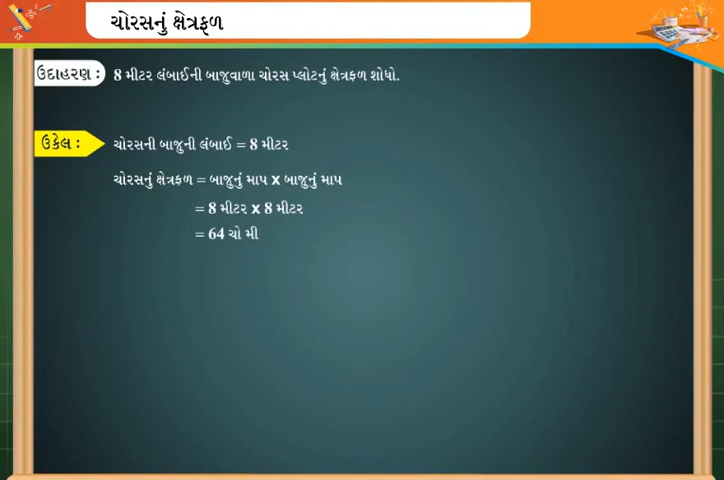 ચોરસનું ક્ષેત્રફળ
ઉદાહરણ : 8 મીટર લંબાઈની બાજુવાળા ચોરસ પ્લોટનું ક્ષેત્રફળ શોધો.
ઉકેલ : ચોરસની બાજુની લંબાઈ = 8 મીટર
ચોરસનું ક્ષેત્રફળ = બાજુનું માપ x બાજુનું માપ
= 8 મીટર x 8 મીટર
= 64 ચો મી